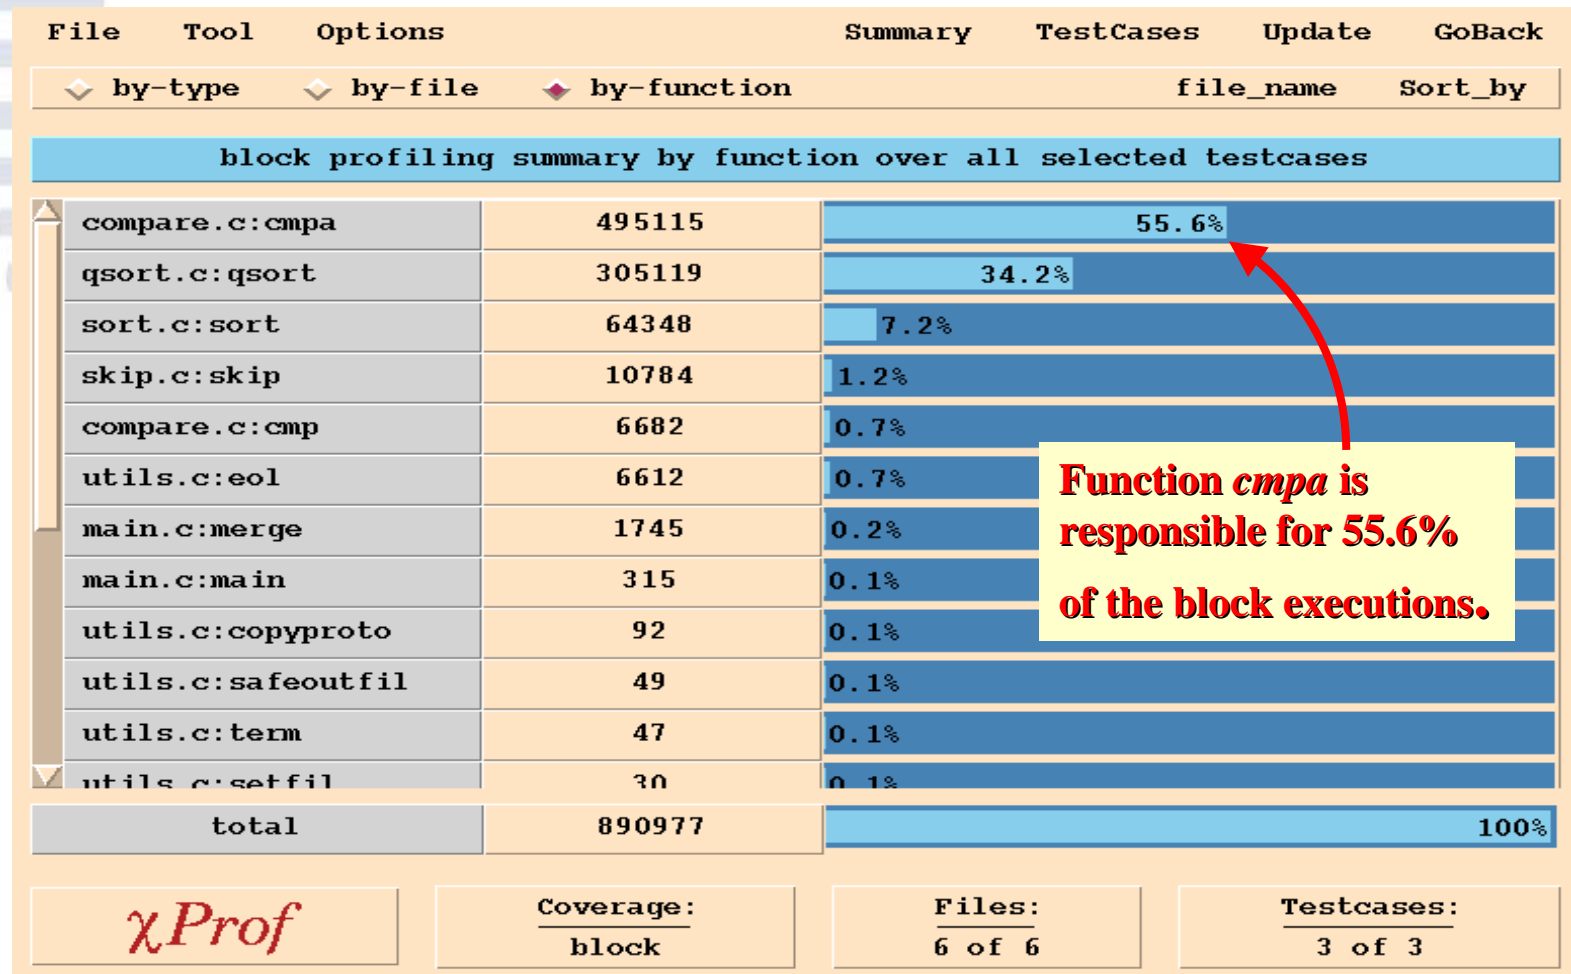 File Tool Options Summary TestCases Update GoBack
by-type by-file by-function file_name Sort_by
block profiling summary by function over all selected testcases
compare.c:cmpa 495115 55.6%
qsort.c:qsort 305119 34.2%
sort.c:sort 64348 7.2%
skip.c:skip 10784 1.2%
compare.c:cmp 6682 0.7%
utils.c:eol 6612 0.7%
main.c:merge 1745 0.2%
main.c:main 315 0.1%
utils.c:copyproto 92 0.1%
utils.c:safeoutfil 49 0.1%
utils.c:term 47 0.1%
utils.c:setfil 30 0.1%
Function cmpa is
responsible for 55.6%
of the block executions.
total 890977 100%
χProf
Coverage:
block
Files:
6 of 6
Testcases:
3 of 3